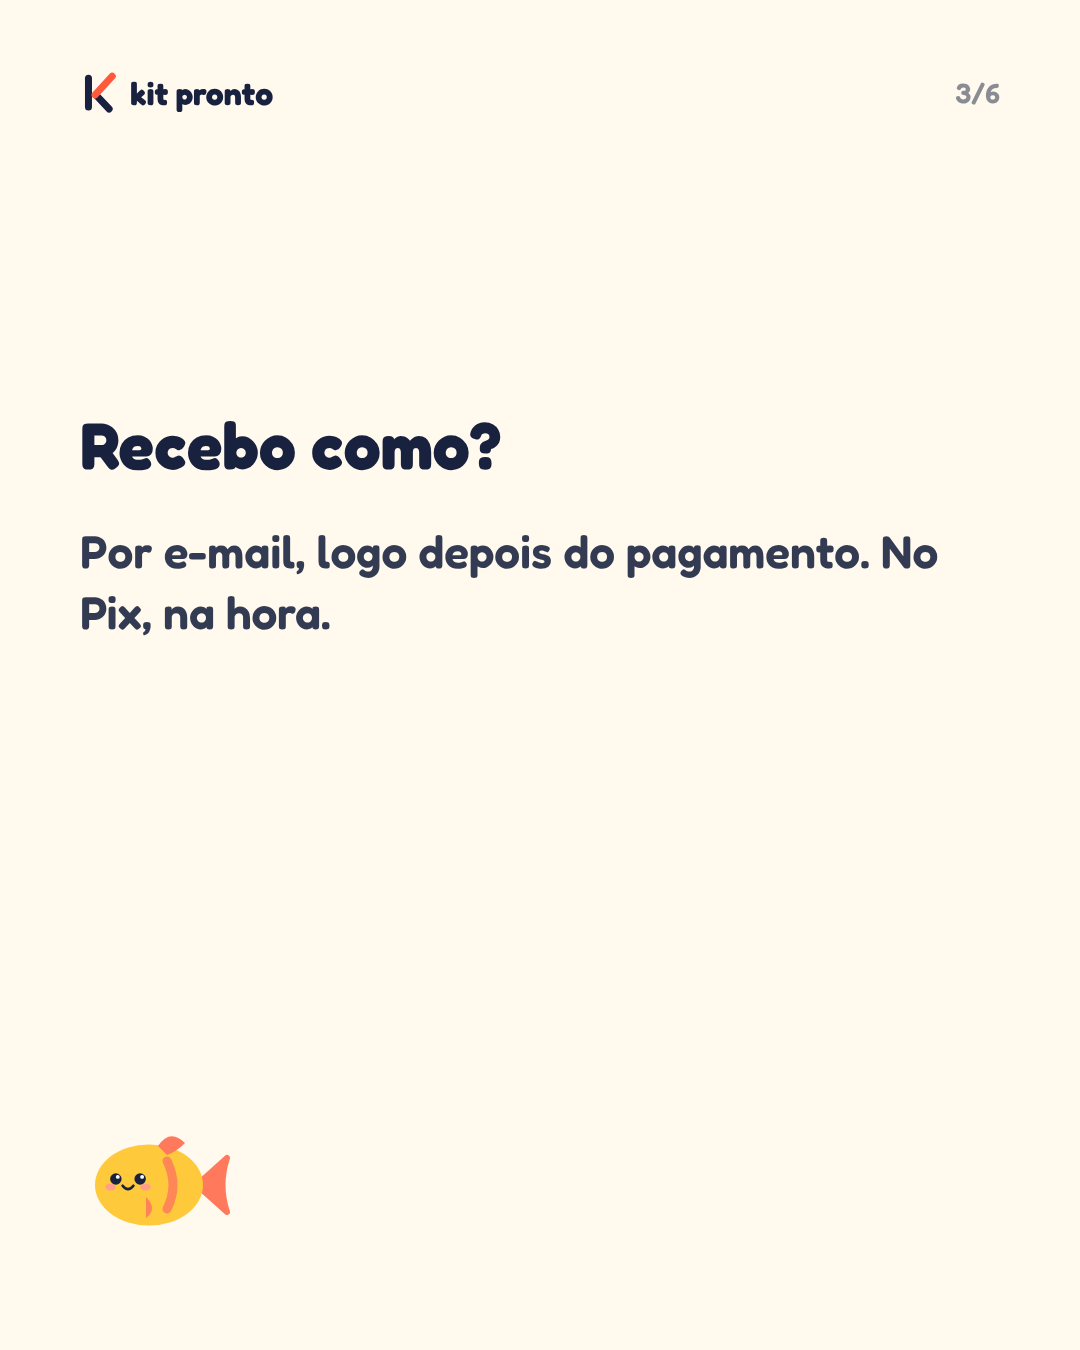 kit pronto
3/6
Recebo como?
Por e-mail, logo depois do pagamento. No
Pix, na hora.